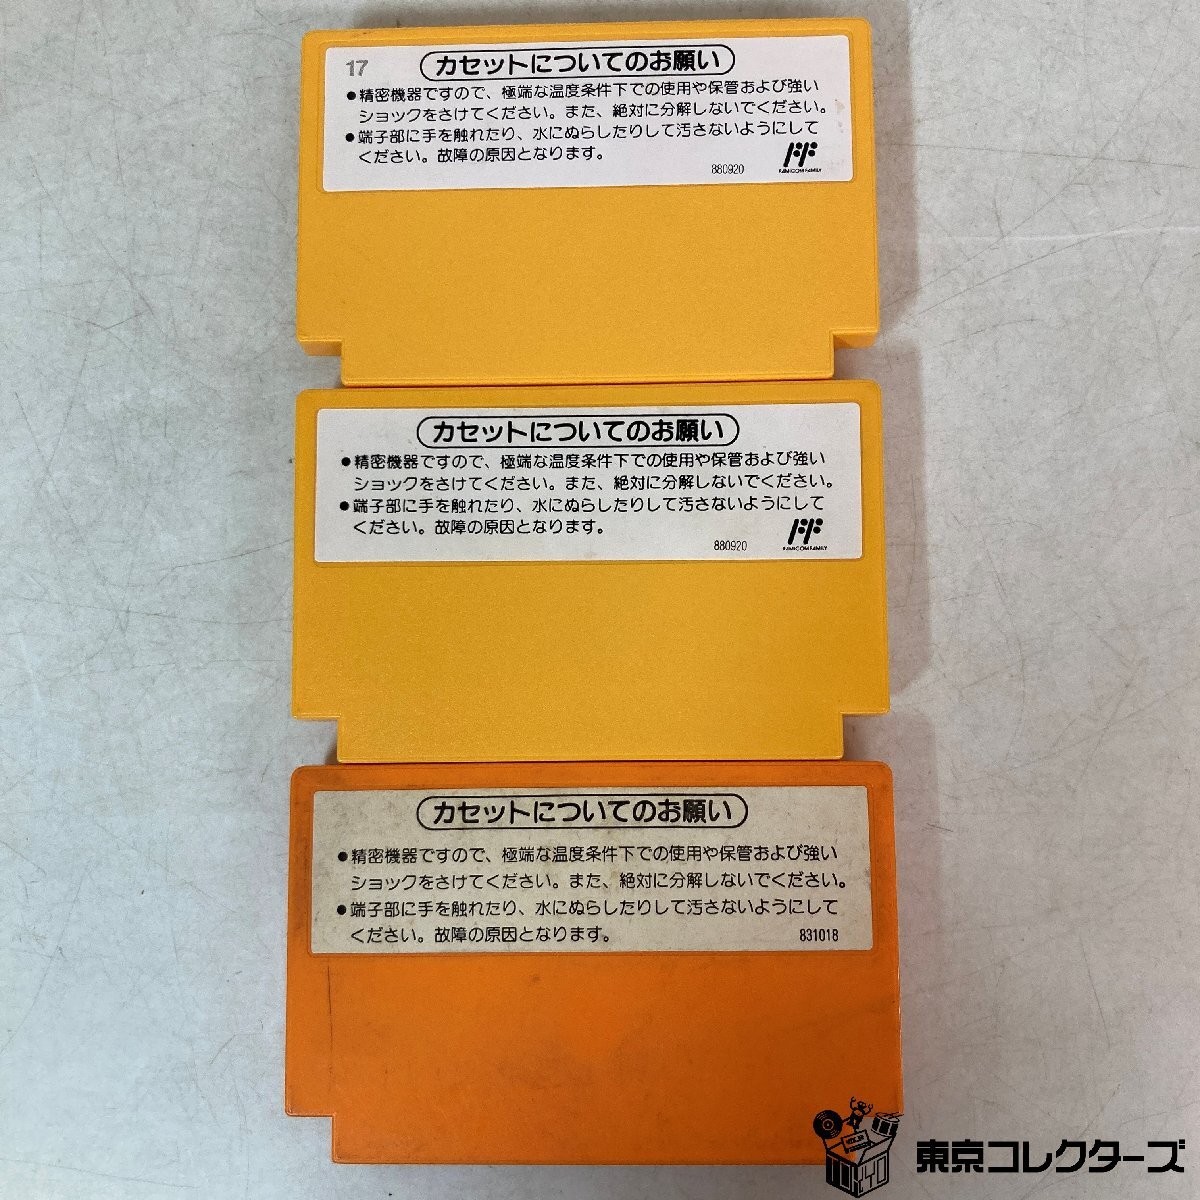 17
カセットについてのお願い
●精密機器ですので、極端な温度条件下での使用や保管および強い
ショックをさけてください。また、絶対に分解しないでください。
●端子部に手を触れたり、水にぬらしたりして汚さないようにして
ください。故障の原因となります。
880920
FF
FAMICOM FAMILY
カセットについてのお願い
●精密機器ですので、極端な温度条件下での使用や保管および強い
ショックをさけてください。また、絶対に分解しないでください。
●端子部に手を触れたり、水にぬらしたりして汚さないようにして
ください。故障の原因となります。
880920
FF
FAMICOM FAMILY
カセットについてのお願い
●精密機器ですので、極端な温度条件下での使用や保管および強い
ショックをさけてください。また、絶対に分解しないでください。
●端子部に手を触れたり、水にぬらしたりして汚さないようにして
ください。故障の原因となります。
831018
東京コレクターズ